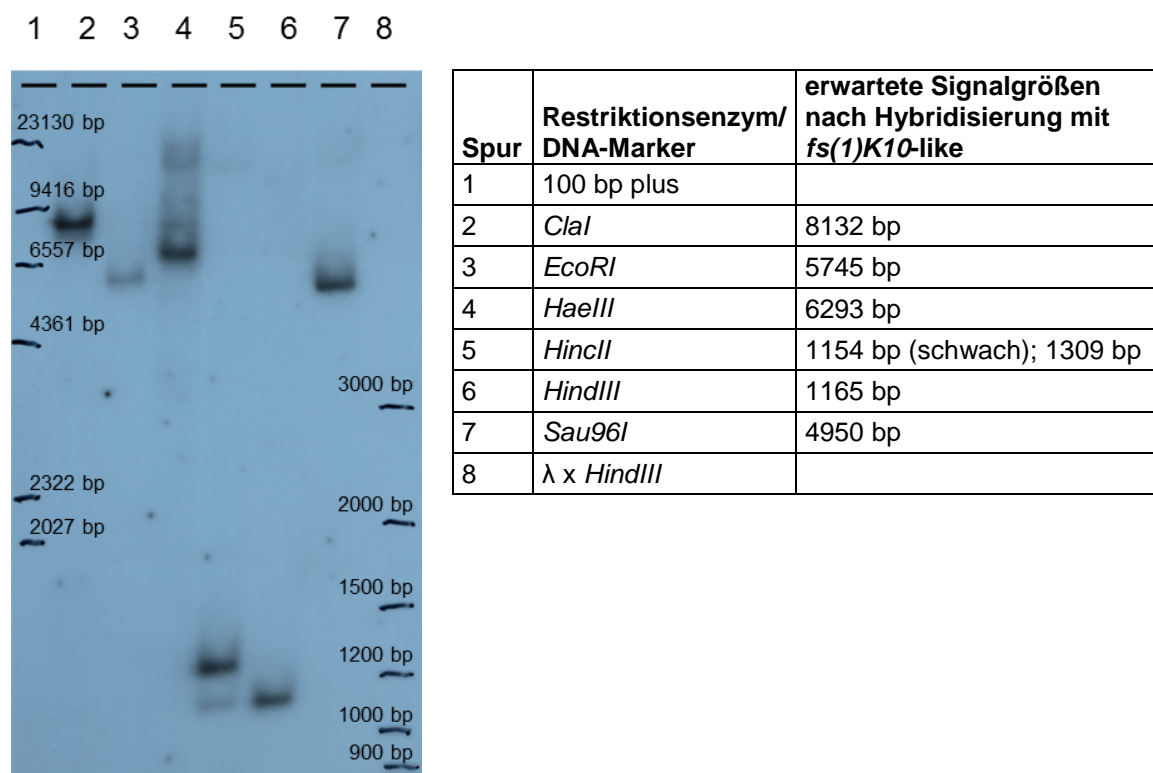 1 2 3 4 5 6 7 8
23130 bp
9416 bp
6557 bp
4361 bp
3000 bp
2322 bp
2000 bp
2027 bp
1500 bp
1200 bp
1000 bp
900 bp
Spur Restriktionsenzym/ DNA-Marker erwartete Signalgrößen nach Hybridisierung mit fs(1)K10-like
1 100 bp plus
2 ClaI 8132 bp
3 EcoRI 5745 bp
4 HaeIII 6293 bp
5 HincII 1154 bp (schwach); 1309 bp
6 HindIII 1165 bp
7 Sau96I 4950 bp
8 λ x HindIII